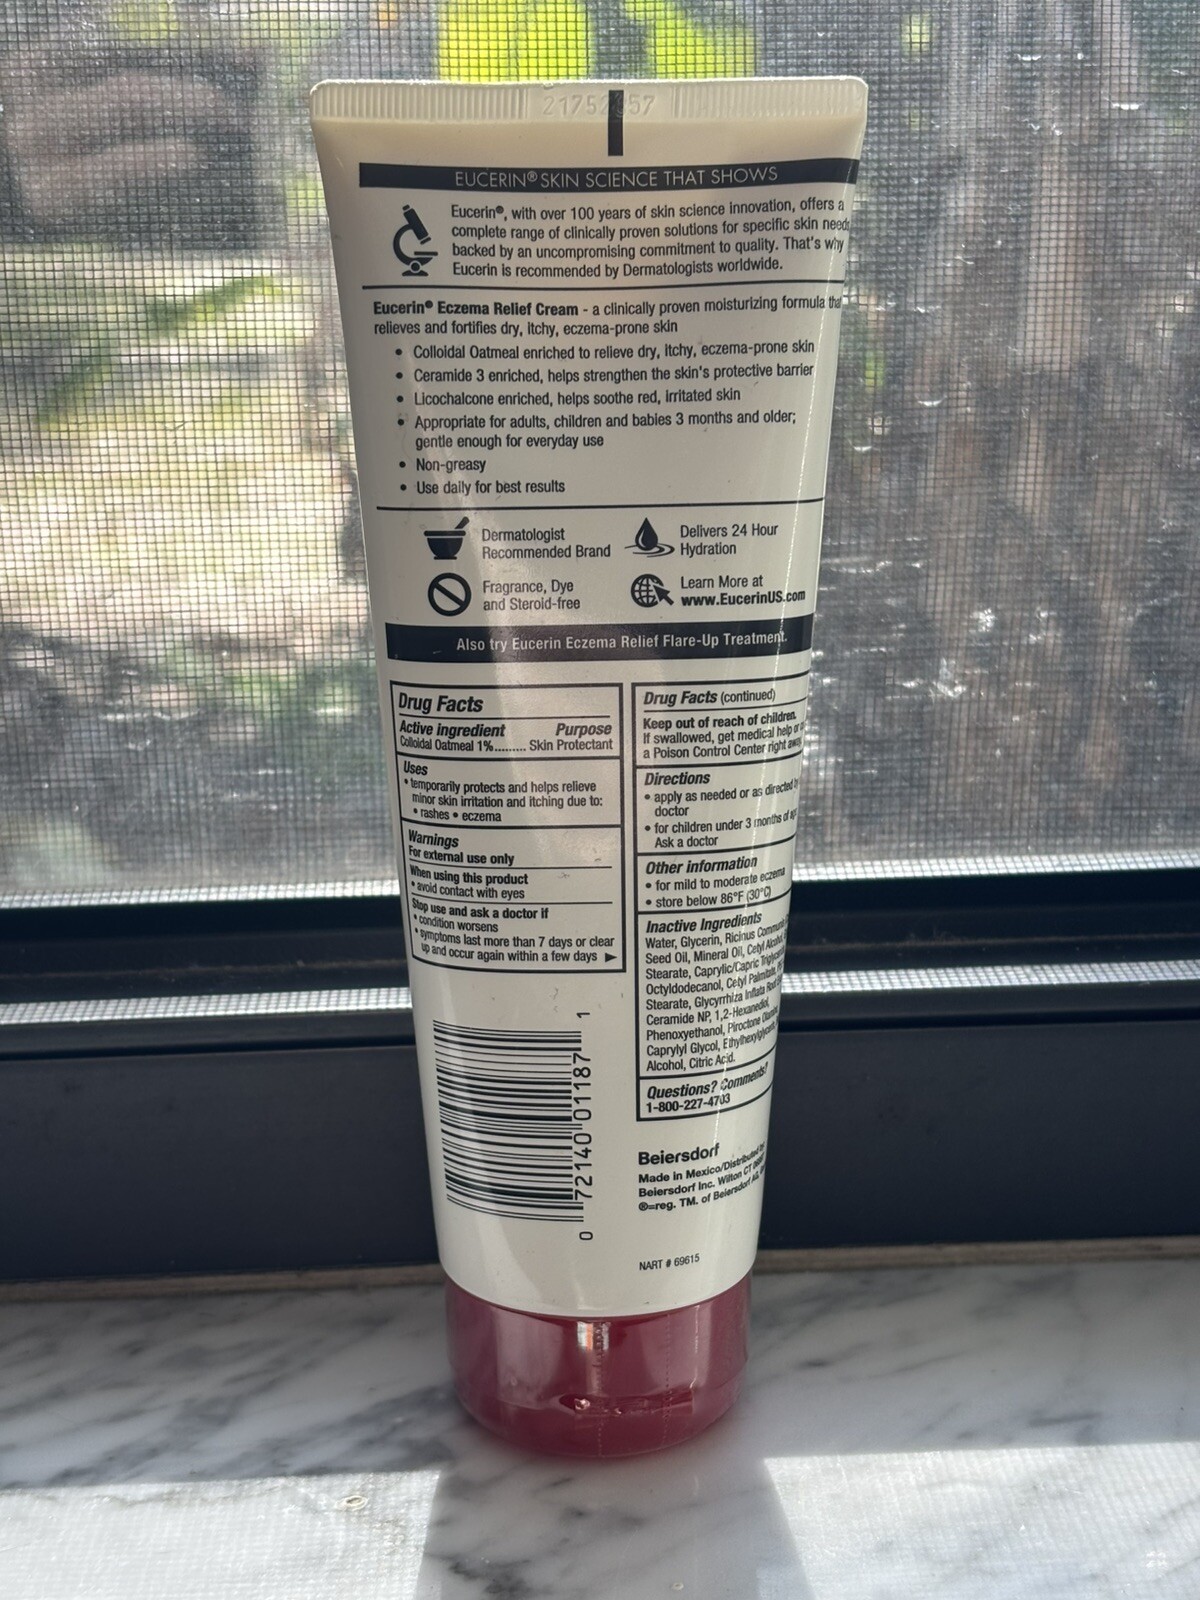 EUCERIN® SKIN SCIENCE THAT SHOWS
Eucerin®, with over 100 years of skin science innovation, offers a
complete range of clinically proven solutions for specific skin needs
backed by an uncompromising commitment to quality. That's why
Eucerin is recommended by Dermatologists worldwide.
Eucerin® Eczema Relief Cream - a clinically proven moisturizing formula that
relieves and fortifies dry, itchy, eczema-prone skin
• Colloidal Oatmeal enriched to relieve dry, itchy, eczema-prone skin
• Ceramide 3 enriched, helps strengthen the skin's protective barrier
• Licochalcone enriched, helps soothe red, irritated skin
• Appropriate for adults, children and babies 3 months and older;
gentle enough for everyday use
• Non-greasy
• Use daily for best results
Dermatologist
Recommended Brand
Delivers 24 Hour
Hydration
Fragrance, Dye
and Steroid-free
Learn More at
www.EucerinUS.com
Also try Eucerin Eczema Relief Flare-Up Treatment.
Drug Facts
Active ingredient Purpose
Colloidal Oatmeal 1%......... Skin Protectant
Uses
• temporarily protects and helps relieve
minor skin irritation and itching due to:
• rashes • eczema
Warnings
For external use only
When using this product
• avoid contact with eyes
Stop use and ask a doctor if
• condition worsens
• symptoms last more than 7 days or clear
up and occur again within a few days
Drug Facts (continued)
Keep out of reach of children.
If swallowed, get medical help or
a Poison Control Center right away.
Directions
• apply as needed or as directed
doctor
• for children under 3 months of
Ask a doctor
Other information
• for mild to moderate eczema
• store below 86°F (30°C)
Inactive Ingredients
Water, Glycerin, Ricinus Communis
Seed Oil, Mineral Oil, Cetyl Alcohol,
Stearate, Caprylic/Capric
Octyldodecanol, Cetyl Palmitate,
Stearate, Glycyrrhiza Inflata Root
Ceramide NP, 1,2-Hexanediol,
Phenoxyethanol, Piroctone
Caprylyl Glycol,
Alcohol, Citric Acid.
Questions? Comments?
1-800-227-4703
0 72140 01187 1
Beiersdorf
Made in Mexico/Distributed by
Beiersdorf Inc. Wilton CT
®=reg. TM. of Beiersdorf AG,
NART # 69615